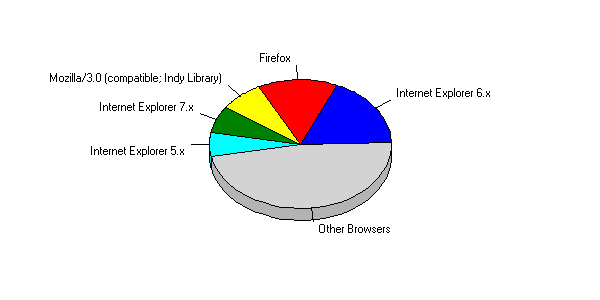 Firefox
Mozilla/3.0 (compatible; Indy Library)
Internet Explorer 6.x
Internet Explorer 7.x
Internet Explorer 5.x
Other Browsers